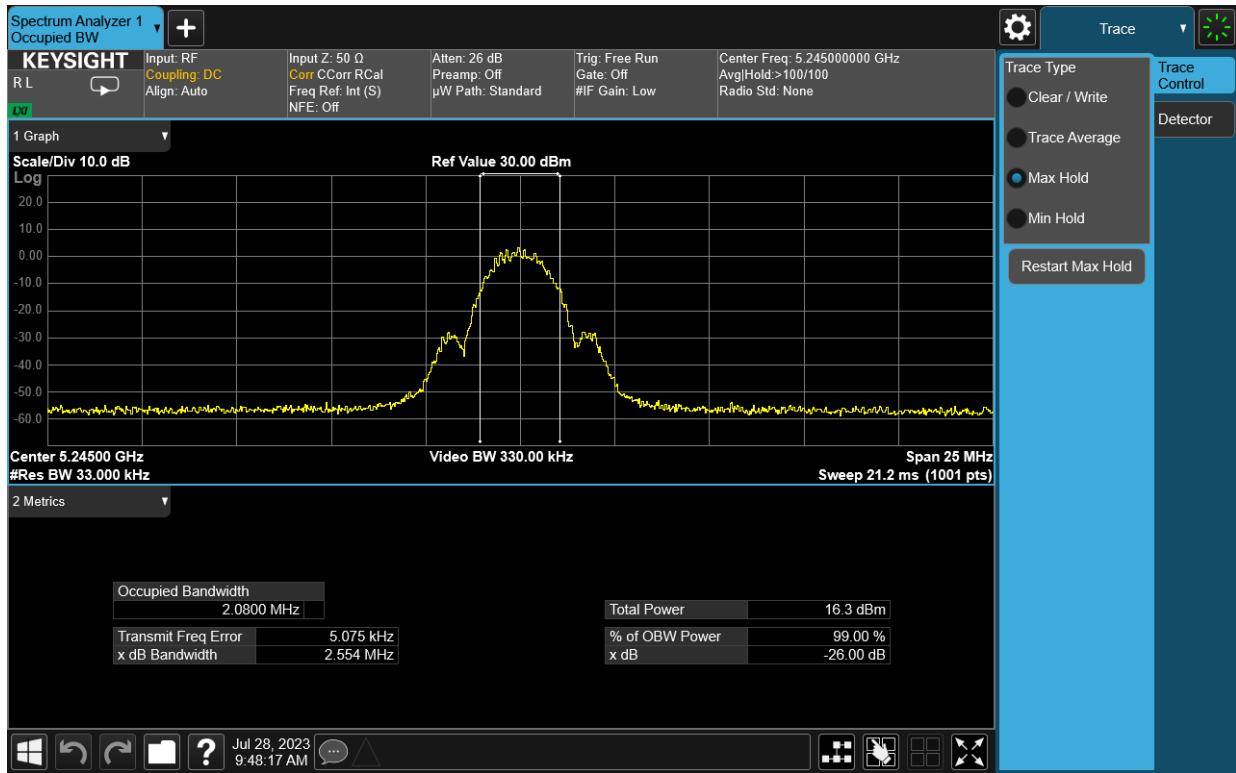 Spectrum Analyzer 1
Occupied BW
+
Trace
KEYSIGHT
R L
LXI
Input: RF
Coupling: DC
Align: Auto
Input Z: 50 Ω
Corr CCorr RCal
Freq Ref: Int (S)
NFE: Off
Atten: 26 dB
Preamp: Off
µW Path: Standard
Trig: Free Run
Gate: Off
#IF Gain: Low
Center Freq: 5.245000000 GHz
Avg|Hold:>100/100
Radio Std: None
Trace Type
Clear / Write
Trace Average
Max Hold
Min Hold
Restart Max Hold
Trace
Control
Detector
1 Graph
Scale/Div 10.0 dB
Ref Value 30.00 dBm
Log
20.0
10.0
0.00
-10.0
-20.0
-30.0
-40.0
-50.0
-60.0
Center 5.24500 GHz
Video BW 330.00 kHz
Span 25 MHz
#Res BW 33.000 kHz
Sweep 21.2 ms (1001 pts)
2 Metrics
Occupied Bandwidth
2.0800 MHz
Total Power 16.3 dBm
Transmit Freq Error 5.075 kHz
% of OBW Power 99.00 %
x dB Bandwidth 2.554 MHz
x dB -26.00 dB
?
Jul 28, 2023
9:48:17 AM